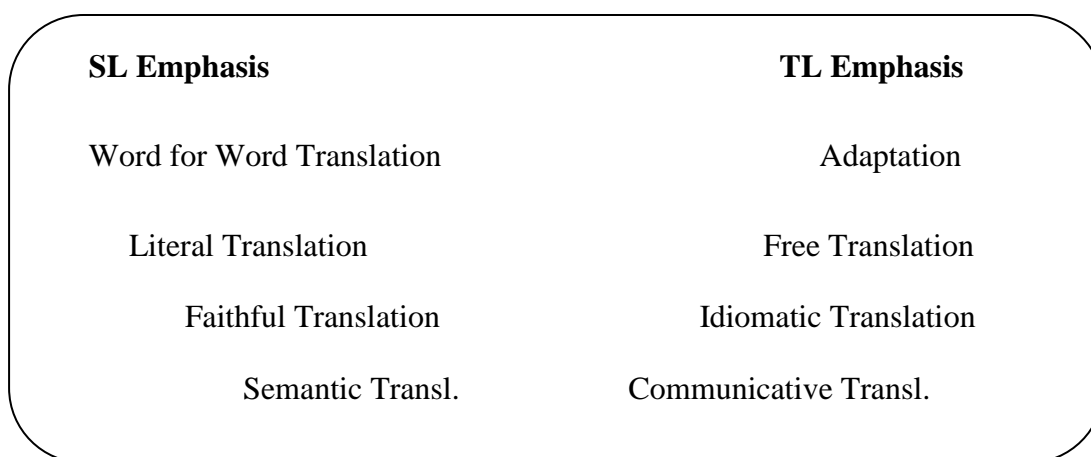 SL Emphasis TL Emphasis
Word for Word Translation Adaptation
Literal Translation Free Translation
Faithful Translation Idiomatic Translation
Semantic Transl. Communicative Transl.